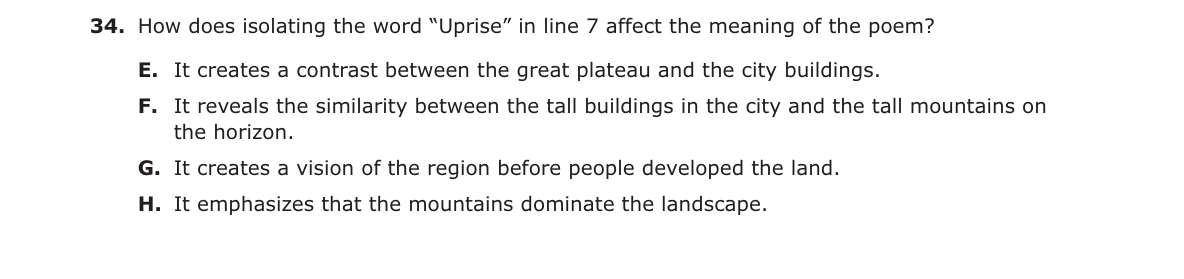 34. How does isolating the word “Uprise” in line 7 affect the meaning of the poem?
E. It creates a contrast between the great plateau and the city buildings.
F. It reveals the similarity between the tall buildings in the city and the tall mountains on
the horizon.
G. It creates a vision of the region before people developed the land.
H. It emphasizes that the mountains dominate the landscape.